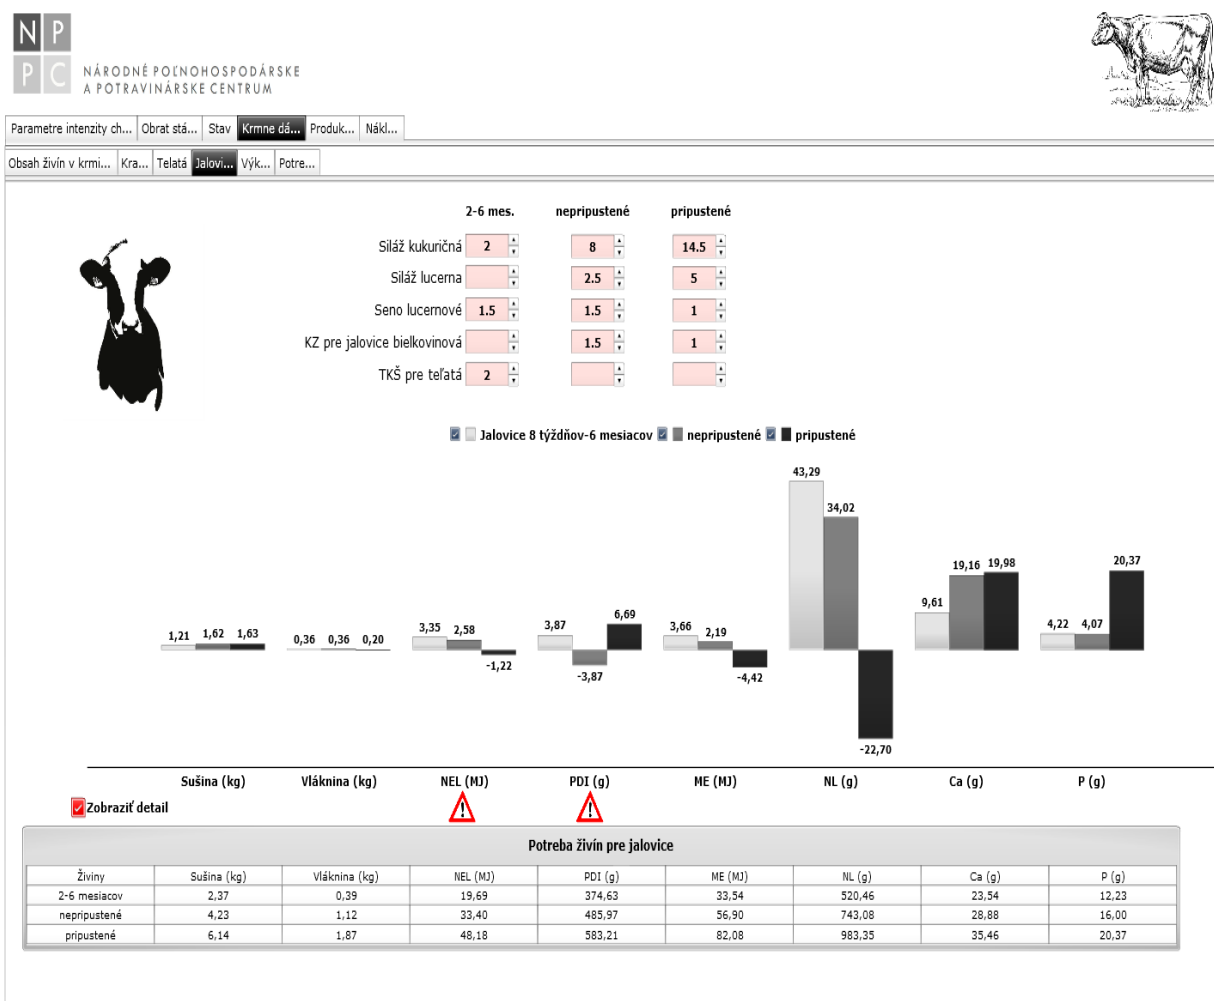 N P
P C
NÁRODNÉ POĽNOHOSPODÁRSKE
A POTRAVINÁRSKE CENTRUM
Parametre intenzity ch... Obrat stá... Stav Krmne dá... Produk... Nákl...
Obsah živín v krmi... Kra... Telatá Jalovi... Výk... Potre...
2-6 mes. nepripustené pripustené
Siláž kukuričná 2 8 14.5
Siláž lucerna 2.5 5
Seno lucernové 1.5 1.5 1
KZ pre jalovice bielkovinová 1.5 1
TKŠ pre teľatá 2
Jalovice 8 týždňov-6 mesiacov nepripustené pripustené
1,21 1,62 1,63 0,36 0,36 0,20 3,35 2,58 -1,22 3,87 -3,87 6,69 3,66 2,19 -4,42 43,29 34,02 -22,70 9,61 19,16 19,98 4,22 4,07 20,37
Sušina (kg) Vláknina (kg) NEL (MJ) PDI (g) ME (MJ) NL (g) Ca (g) P (g)
Zobraziť detail ! !
Potreba živín pre jalovice
Živiny Sušina (kg) Vláknina (kg) NEL (MJ) PDI (g) ME (MJ) NL (g) Ca (g) P (g)
2-6 mesiacov 2,37 0,39 19,69 374,63 33,54 520,46 23,54 12,23
nepripustené 4,23 1,12 33,40 485,97 56,90 743,08 28,88 16,00
pripustené 6,14 1,87 48,18 583,21 82,08 983,35 35,46 20,37